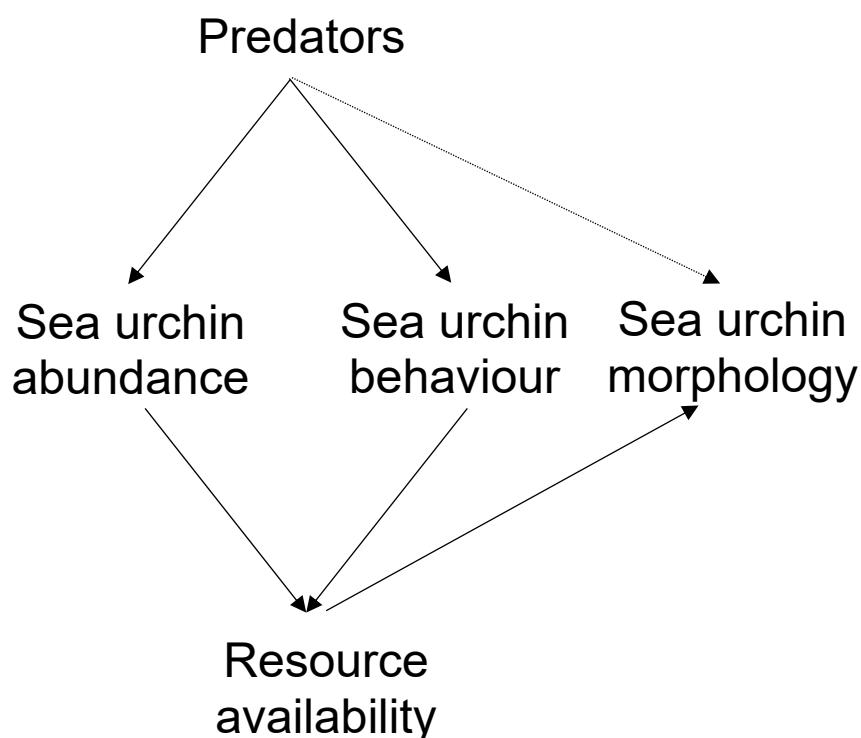 Predators
Sea urchin
abundance
Sea urchin
behaviour
Sea urchin
morphology
Resource
availability